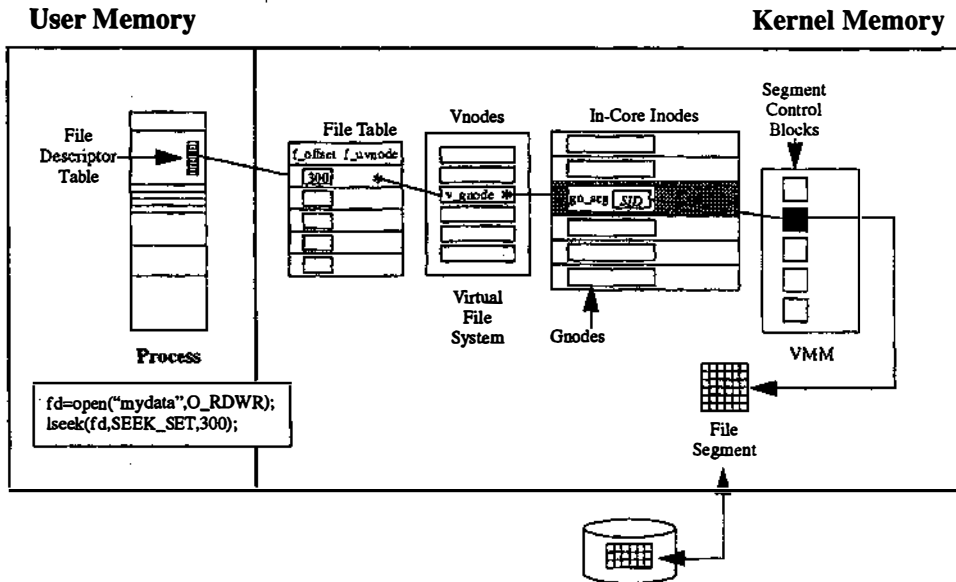 User Memory
Kernel Memory
File
Descriptor
Table
Process
fd=open("mydata",O_RDWR);
lseek(fd,SEEK_SET,300);
File Table
f_offset f_uvnode
300
*
Vnodes
v_gnode *
Virtual
File
System
In-Core Inodes
gn_seg SID
Gnodes
Segment
Control
Blocks
VMM
File
Segment